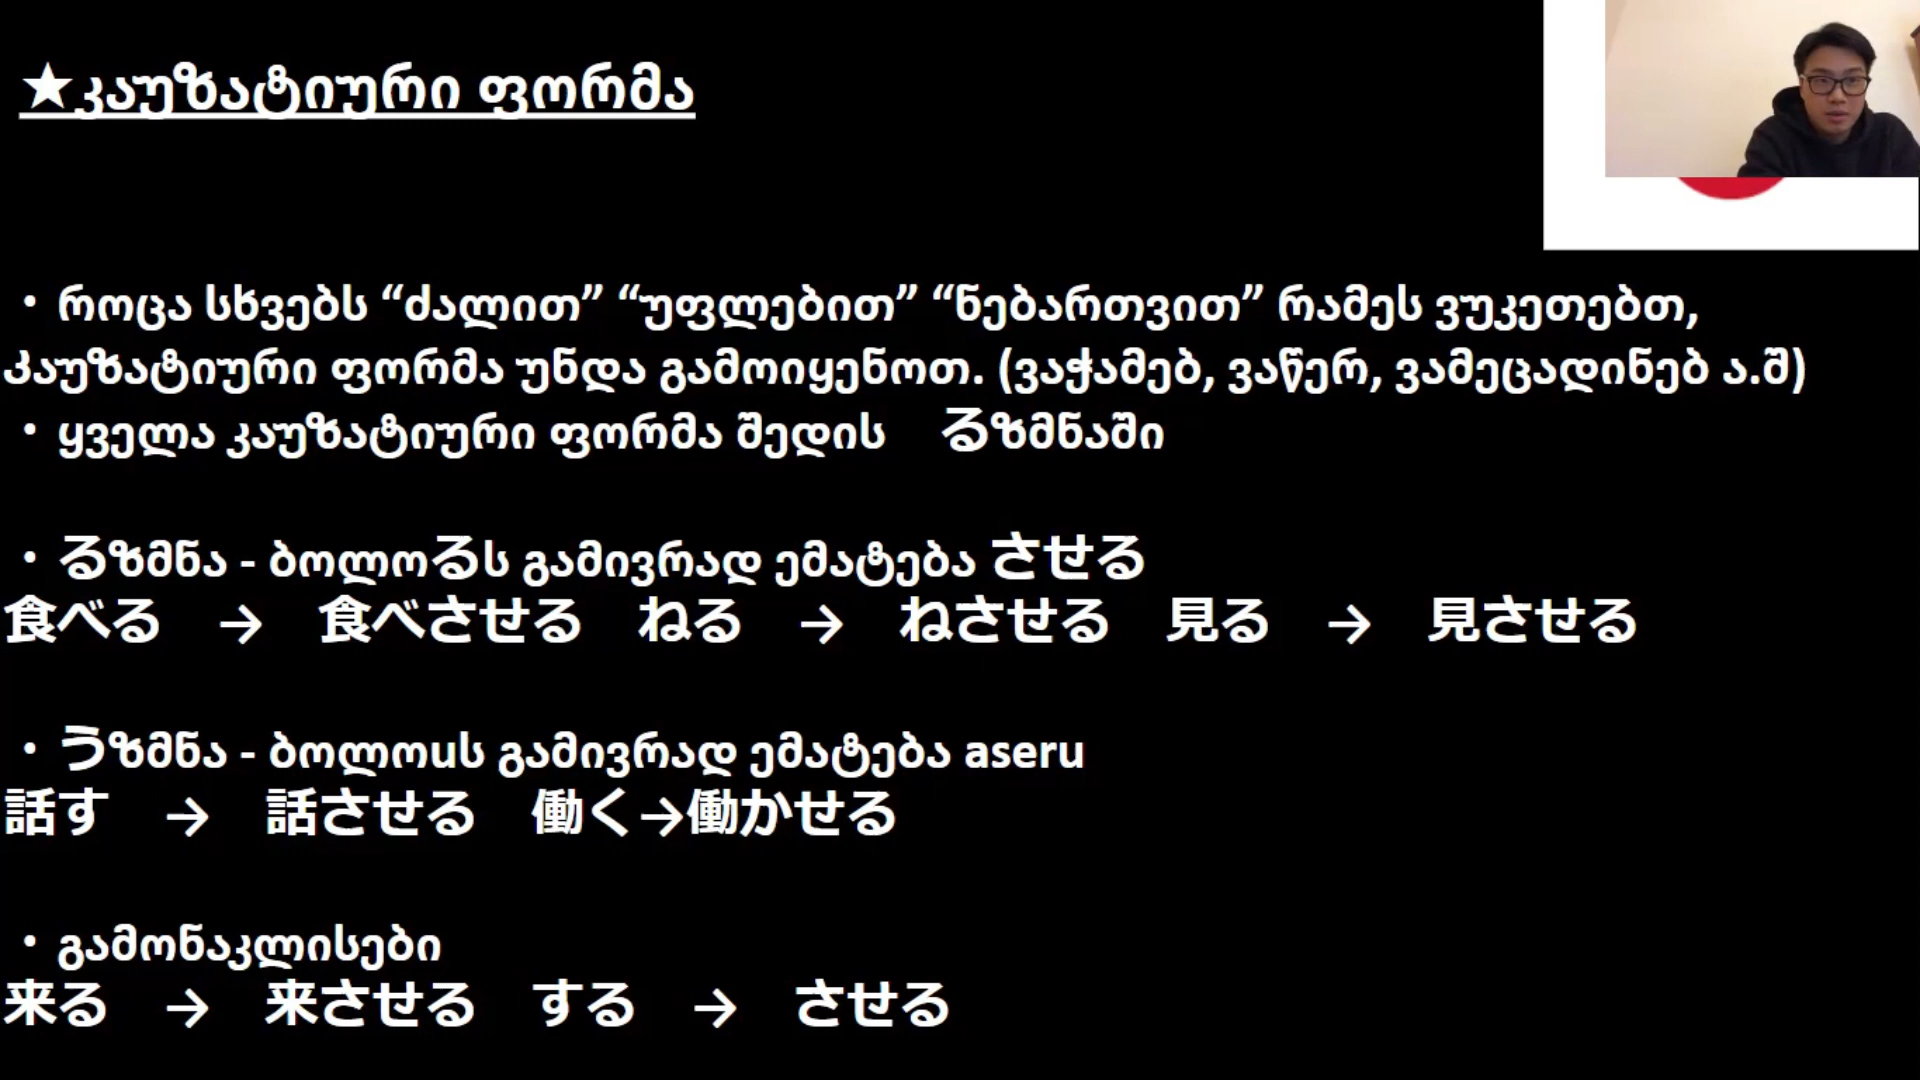 ★კაუზატიური ფორმა
・როცა სხვებს “ძალით” “უფლებით” “ნებართვით” რამეს ვუკეთებთ,
კაუზატიური ფორმა უნდა გამოიყენოთ. (ვაჭამებ, ვაწერ, ვამეცადინებ ა.შ)
・ყველა კაუზატიური ფორმა შედის　るზმნაში
・るზმნა - ბოლოるს გამივრად ემატება させる
食べる　→　食べさせる　ねる　→　ねさせる　見る　→　見させる
・うზმნა - ბოლოuს გამივრად ემატება aseru
話す　→　話させる　働く→働かせる
・გამონაკლისები
来る　→　来させる　する　→　させる